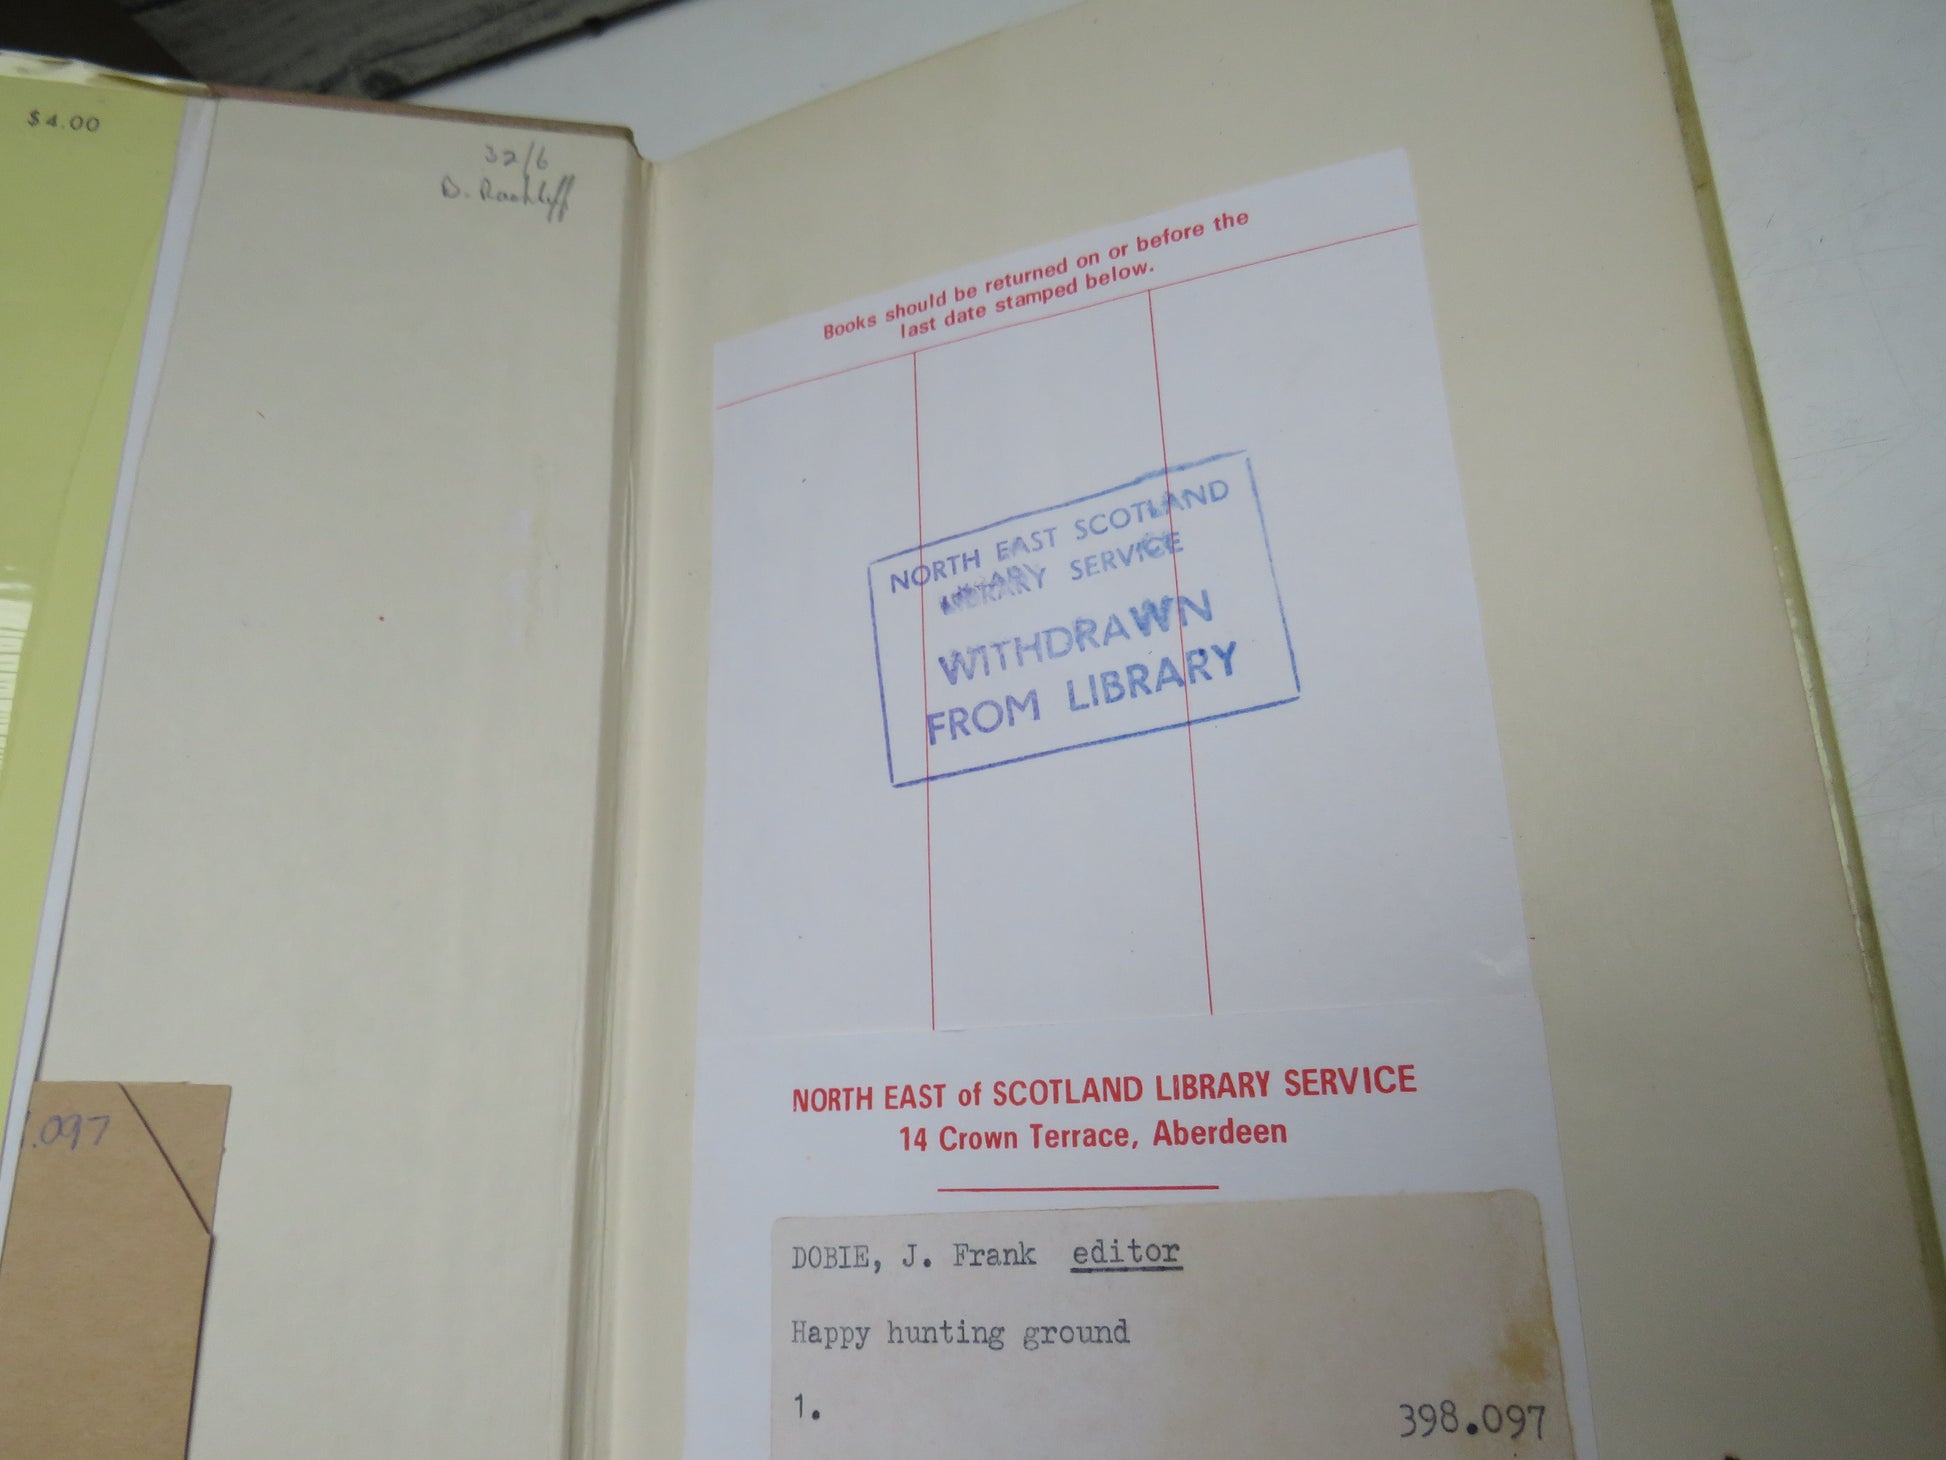 $4.00
32/6
.097
Books should be returned on or before the
last date stamped below.
NORTH EAST SCOTLAND
LIBRARY SERVICE
WITHDRAWN
FROM LIBRARY
NORTH EAST of SCOTLAND LIBRARY SERVICE
14 Crown Terrace, Aberdeen
DOBIE, J. Frank editor
Happy hunting ground
1.
398.097